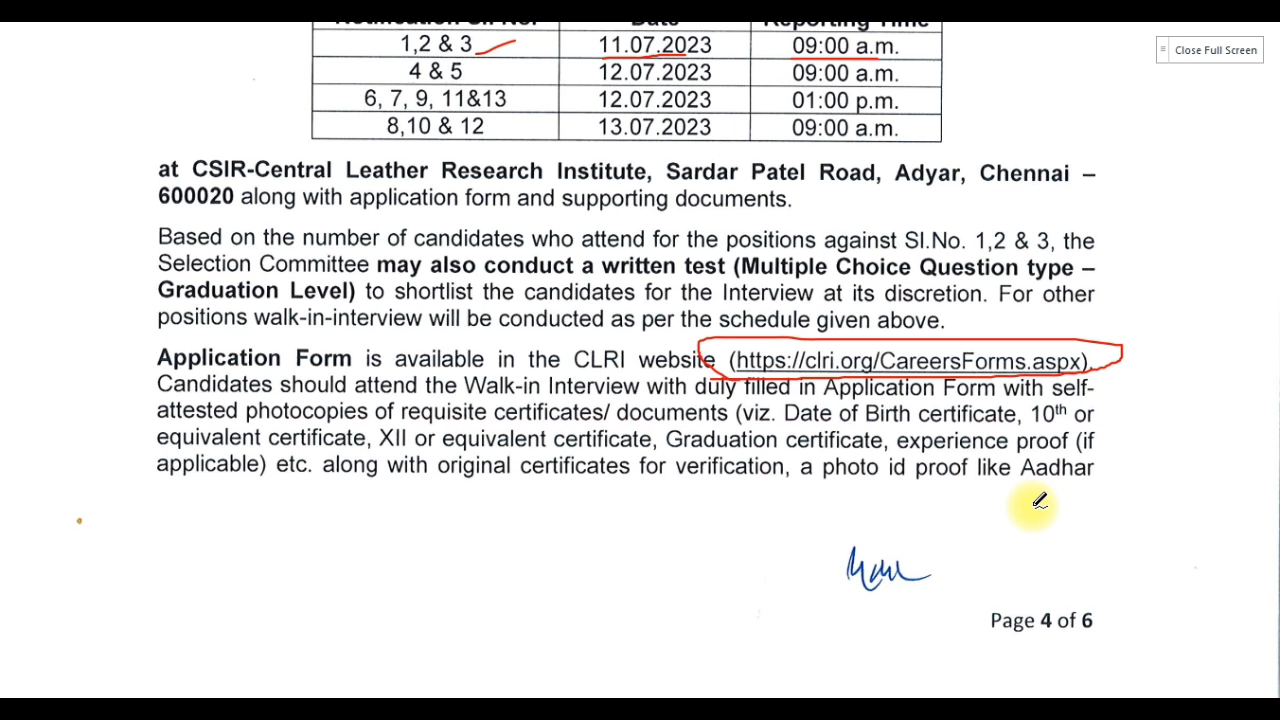 Notification Sl. No. Date Reporting Time
1,2 & 3 11.07.2023 09:00 a.m.
4 & 5 12.07.2023 09:00 a.m.
6, 7, 9, 11&13 12.07.2023 01:00 p.m.
8,10 & 12 13.07.2023 09:00 a.m.
Close Full Screen
at CSIR-Central Leather Research Institute, Sardar Patel Road, Adyar, Chennai –
600020 along with application form and supporting documents.
Based on the number of candidates who attend for the positions against Sl.No. 1,2 & 3, the
Selection Committee may also conduct a written test (Multiple Choice Question type –
Graduation Level) to shortlist the candidates for the Interview at its discretion. For other
positions walk-in-interview will be conducted as per the schedule given above.
Application Form is available in the CLRI website (https://clri.org/CareersForms.aspx).
Candidates should attend the Walk-in Interview with duly filled in Application Form with self-
attested photocopies of requisite certificates/ documents (viz. Date of Birth certificate, 10th or
equivalent certificate, XII or equivalent certificate, Graduation certificate, experience proof (if
applicable) etc. along with original certificates for verification, a photo id proof like Aadhar
Page 4 of 6